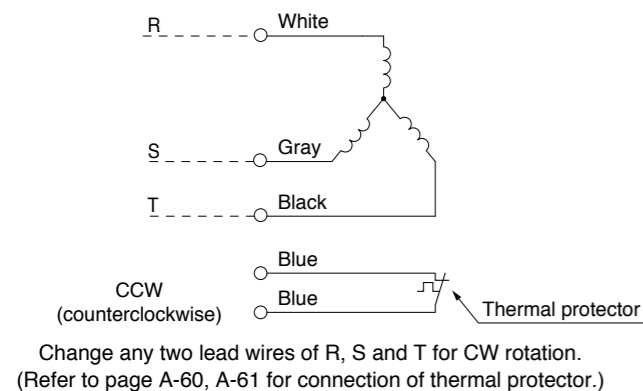 R
White
S
Gray
T
Black
Blue
CCW
(counterclockwise)
Blue
Thermal protector
Change any two lead wires of R, S and T for CW rotation.
(Refer to page A-60, A-61 for connection of thermal protector.)